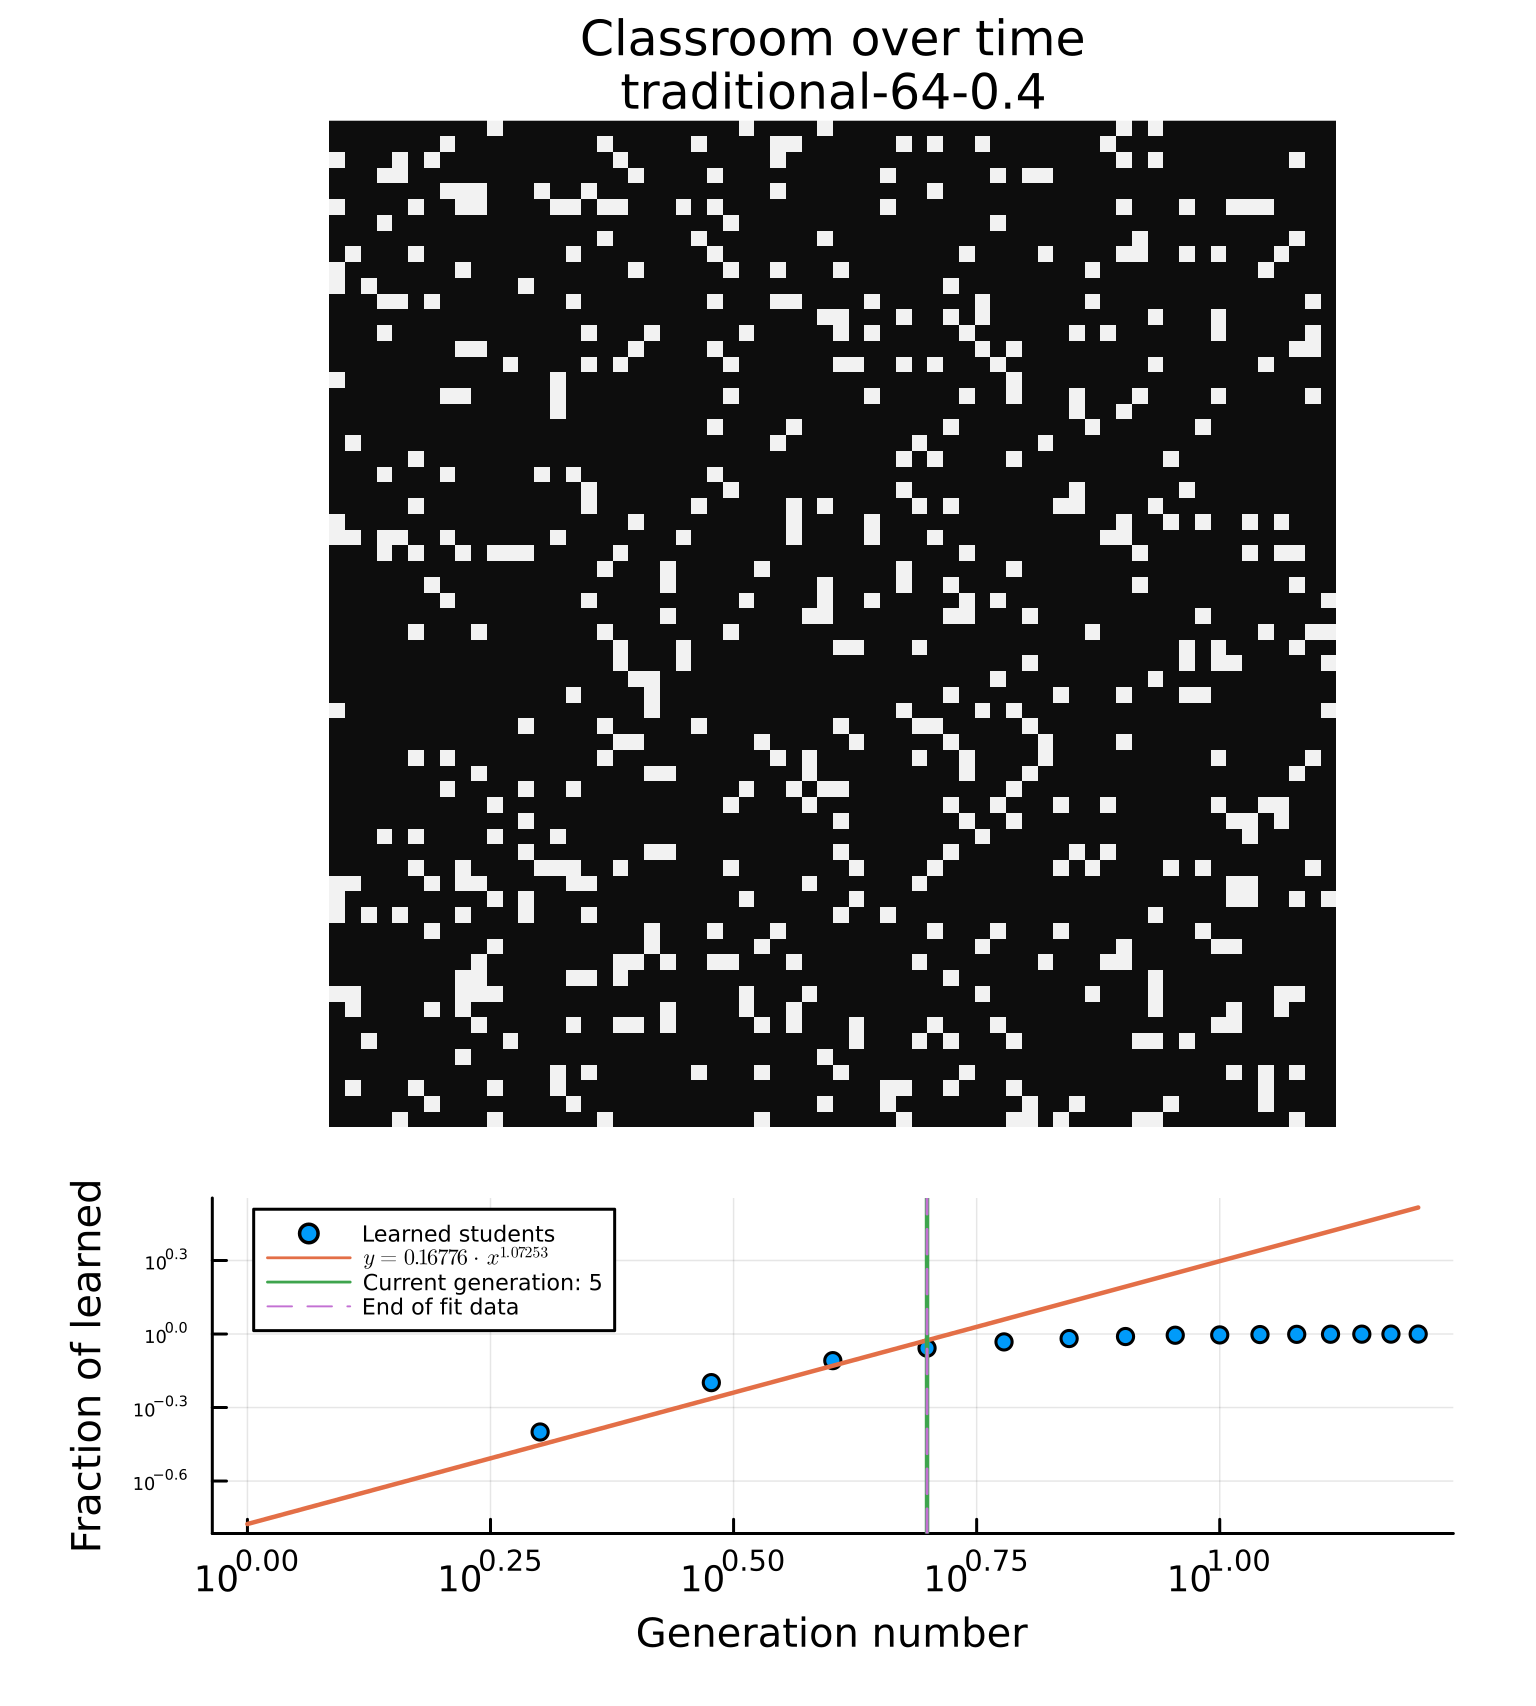 Classroom over time
traditional-64-0.4
Fraction of learned
10^0.3
10^0.0
10^−0.3
10^−0.6
Learned students
y = 0.16776 · x^1.07253
Current generation: 5
End of fit data
10^0.00 10^0.25 10^0.50 10^0.75 10^1.00
Generation number